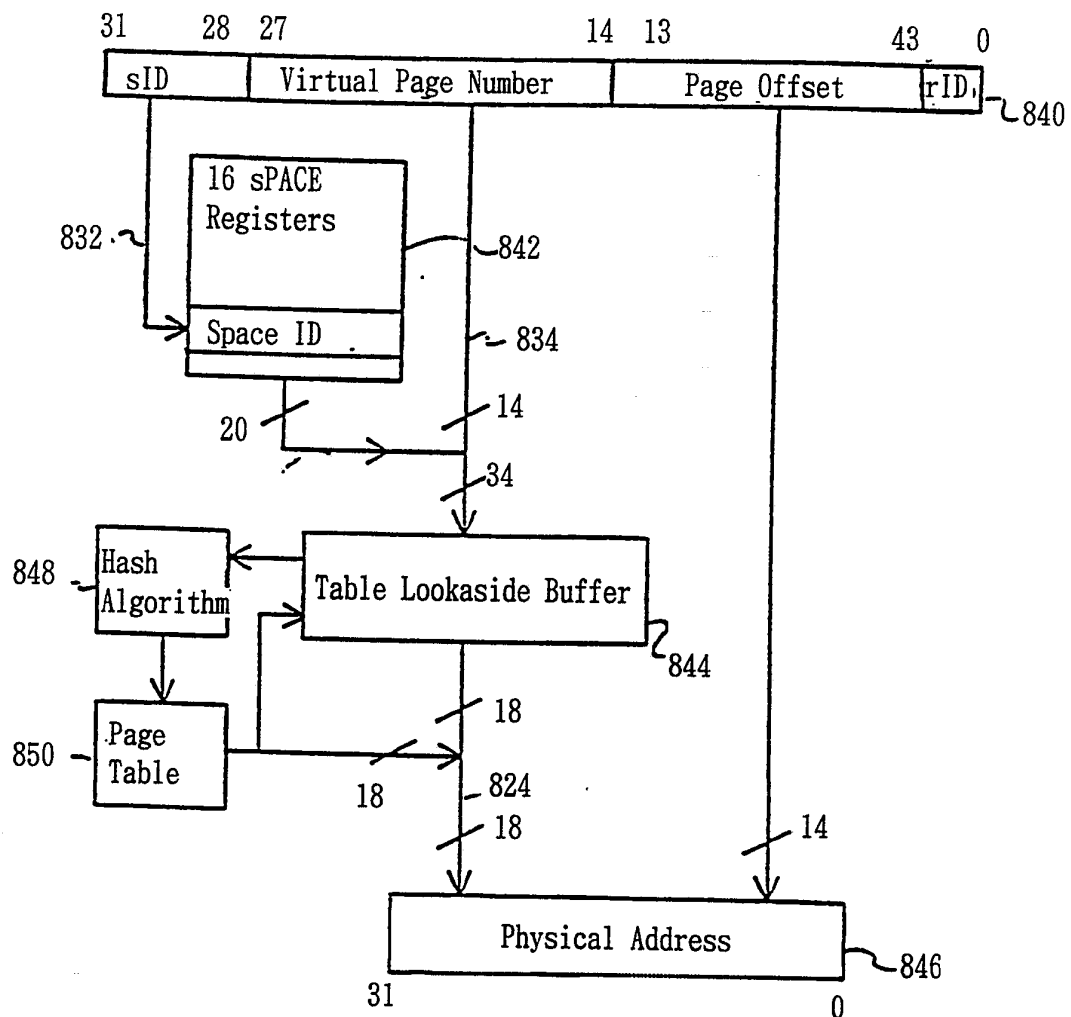 31 28 27 14 13 43 0
sID Virtual Page Number Page Offset rID
840
16 sPACE
Registers
832
842
Space ID
834
20
14
34
Hash
Algorithm
848
Table Lookaside Buffer
844
18
Page
Table
850
18
824
18
14
Physical Address
846
31
0